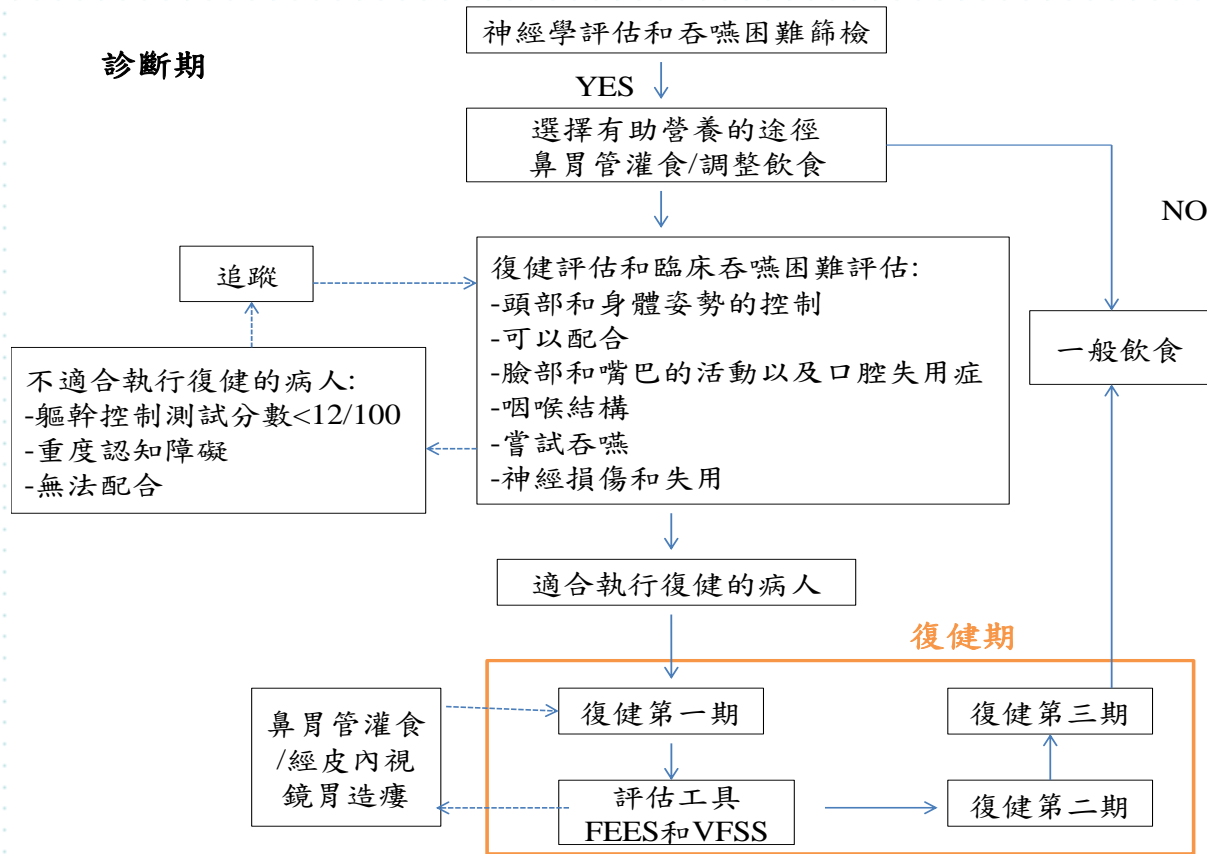 診斷期
神經學評估和吞嚥困難篩檢
YES
選擇有助營養的途徑
鼻胃管灌食/調整飲食
NO
追蹤
復健評估和臨床吞嚥困難評估:
-頭部和身體姿勢的控制
-可以配合
-臉部和嘴巴的活動以及口腔失用症
-咽喉結構
-嘗試吞嚥
-神經損傷和失用
一般飲食
不適合執行復健的病人:
-軀幹控制測試分數<12/100
-重度認知障礙
-無法配合
適合執行復健的病人
復健期
鼻胃管灌食
/經皮內視
鏡胃造瘻
復健第一期
評估工具
FEES和VFSS
復健第三期
復健第二期